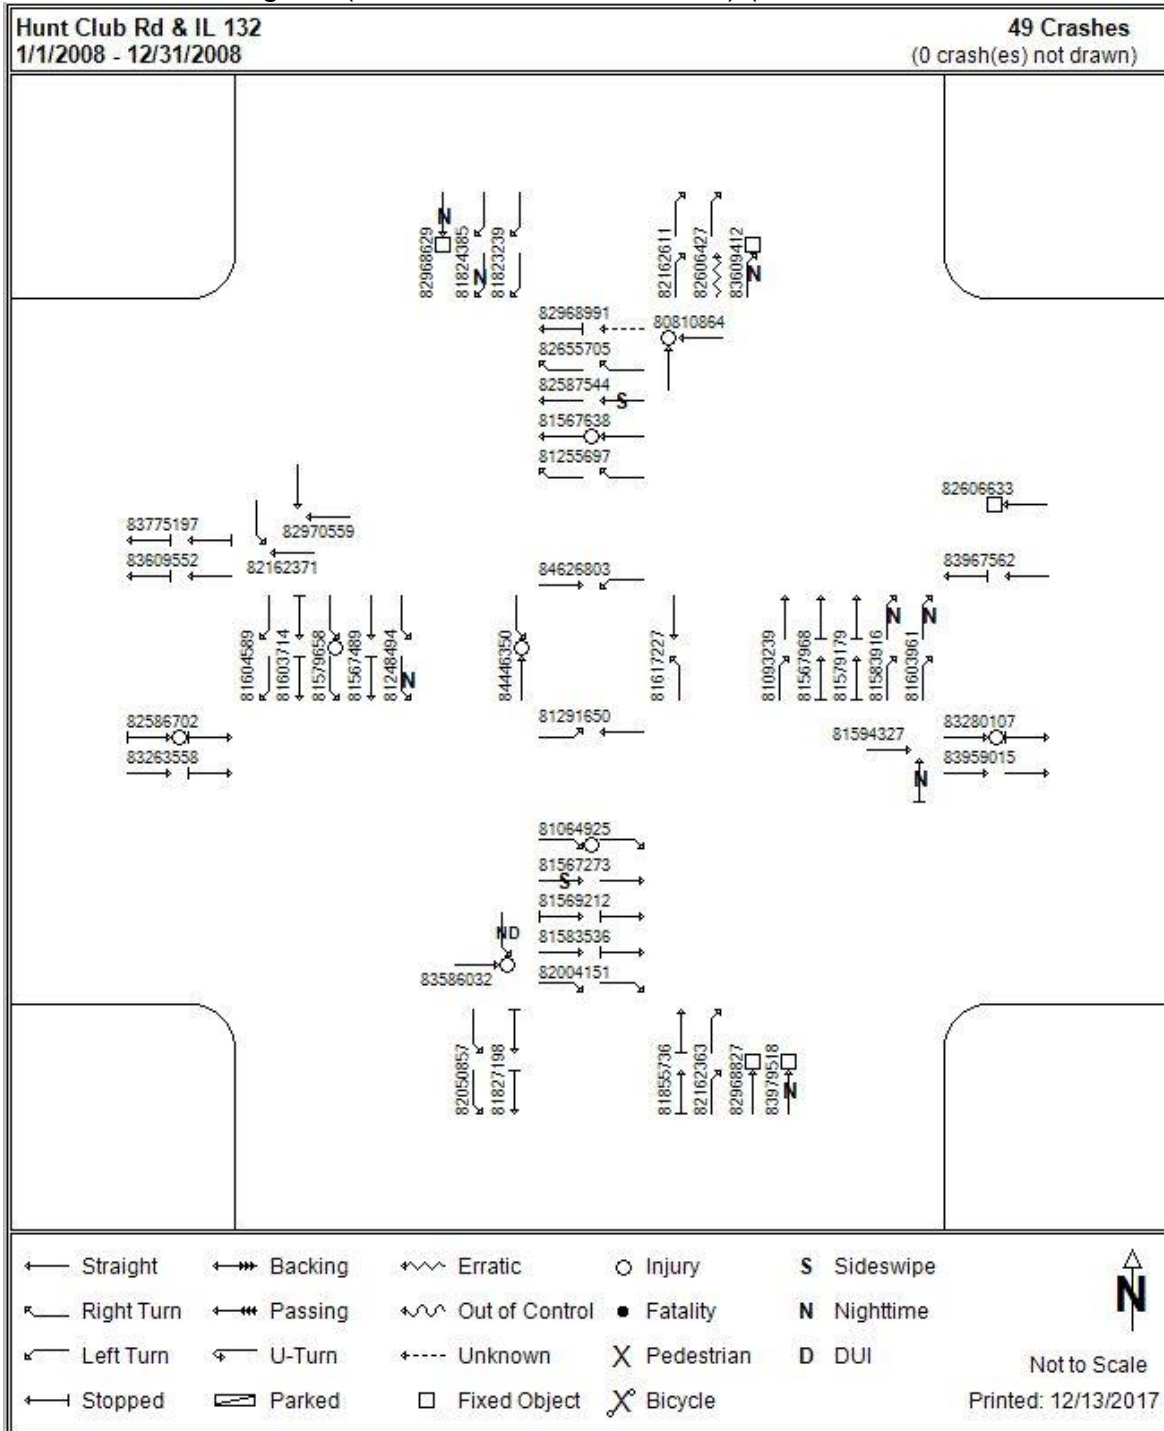 Hunt Club Rd & IL 132
49 Crashes
1/1/2008 - 12/31/2008
(0 crash(es) not drawn)
82968629
N
81824385
N
81823239
82162611
82606427
83609412
N
82968991
80810864
82655705
82587544
S
81567638
81255697
82606633
83775197
82970559
83609552
82162371
84626803
83967562
81604589
81603714
81579658
81567489
81248494
N
84446350
81617227
81093239
81567968
81579179
81583916
N
81603961
N
82586702
81291650
81594327
83280107
83263558
83959015
N
81064925
81567273
S
81569212
ND
81583536
83586032
82004151
82050857
81827198
81855736
82162363
82968827
83979518
N
Straight
Backing
Erratic
Injury
S Sideswipe
Right Turn
Passing
Out of Control
Fatality
N Nighttime
N
Left Turn
U-Turn
Unknown
Pedestrian
D DUI
Not to Scale
Stopped
Parked
Fixed Object
Bicycle
Printed: 12/13/2017